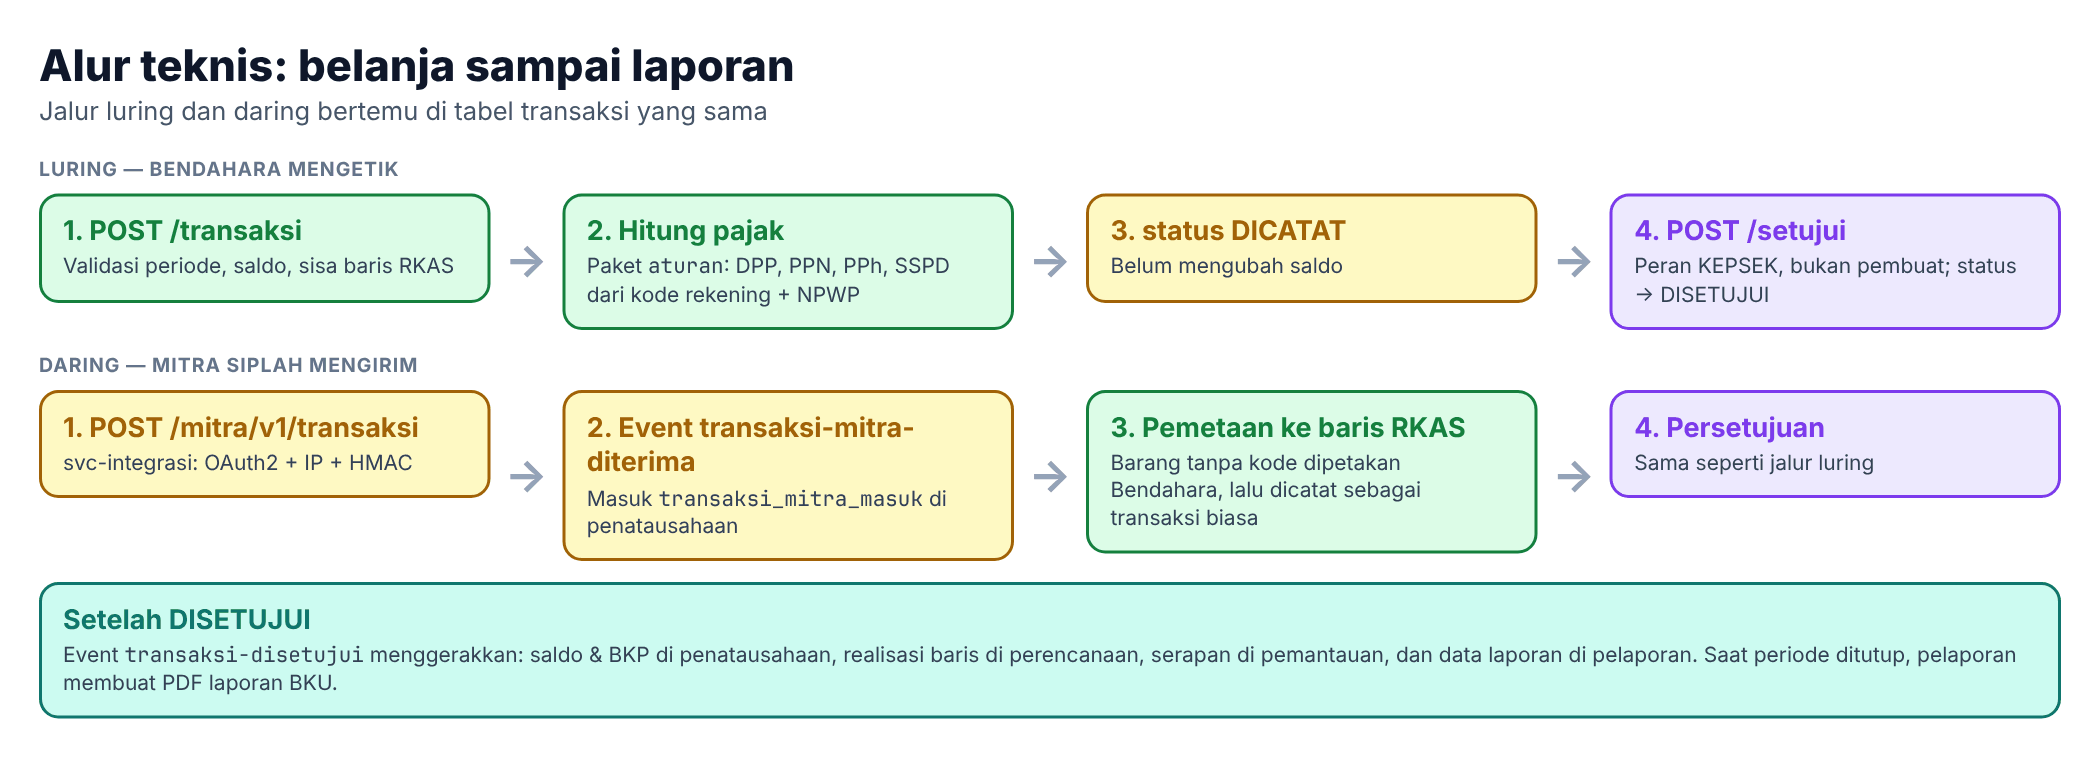 Alur teknis: belanja sampai laporan
Jalur luring dan daring bertemu di tabel transaksi yang sama
LURING — BENDAHARA MENGETIK
1. POST /transaksi
Validasi periode, saldo, sisa baris RKAS
→
2. Hitung pajak
Paket aturan: DPP, PPN, PPh, SSPD
dari kode rekening + NPWP
→
3. status DICATAT
Belum mengubah saldo
→
4. POST /setujui
Peran KEPSEK, bukan pembuat; status
→ DISETUJUI
DARING — MITRA SIPLAH MENGIRIM
1. POST /mitra/v1/transaksi
svc-integrasi: OAuth2 + IP + HMAC
→
2. Event transaksi-mitra-
diterima
Masuk transaksi_mitra_masuk di
penatausahaan
→
3. Pemetaan ke baris RKAS
Barang tanpa kode dipetakan
Bendahara, lalu dicatat sebagai
transaksi biasa
→
4. Persetujuan
Sama seperti jalur luring
Setelah DISETUJUI
Event transaksi-disetujui menggerakkan: saldo & BKP di penatausahaan, realisasi baris di perencanaan, serapan di pemantauan, dan data laporan di pelaporan. Saat periode ditutup, pelaporan
membuat PDF laporan BKU.